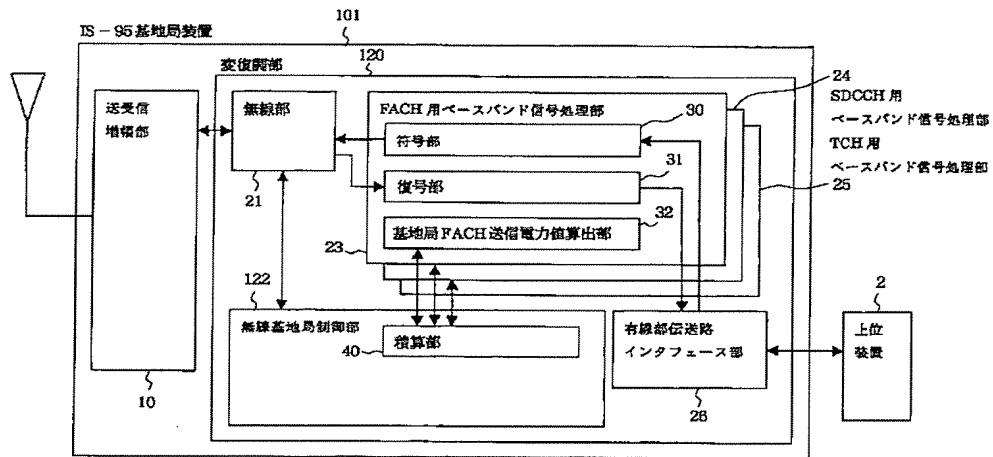 IS-95基地局装置
101
変復調部
120
送受信
増幅部
10
無線部
21
FACH用ベースバンド信号処理部
30
符号部
31
復号部
32
基地局FACH送信電力値算出部
23
24
SDCCH用
ベースバンド信号処理部
TCH用
ベースバンド信号処理部
25
122
無線基地局制御部
積算部
40
有線部伝送路
インタフェース部
26
2
上位
装置